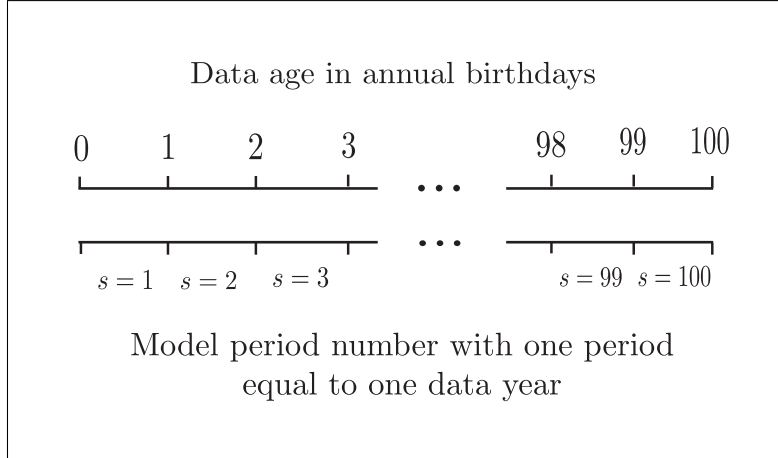 Data age in annual birthdays
0 1 2 3 ... 98 99 100
s = 1 s = 2 s = 3 ... s = 99 s = 100
Model period number with one period
equal to one data year